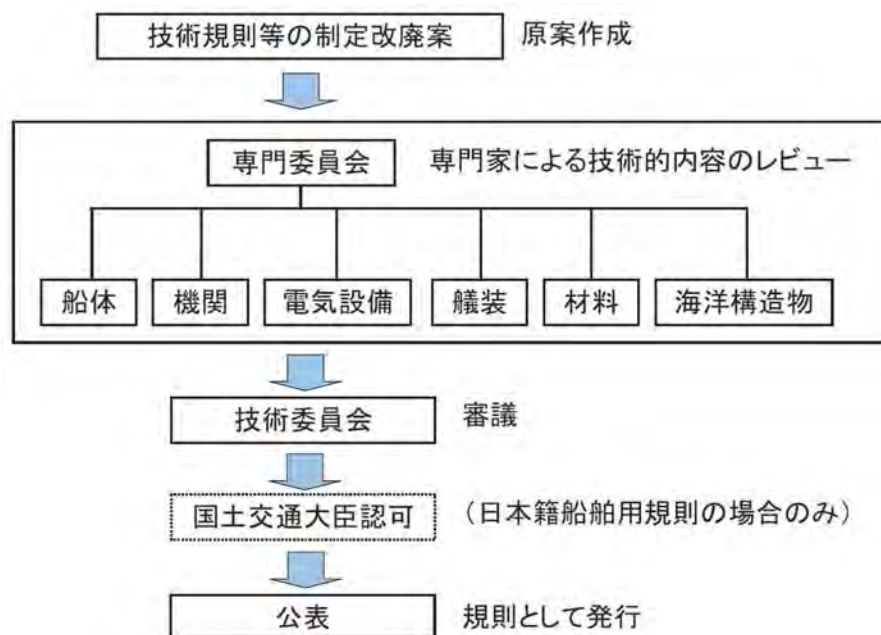 技術規則等の制定改廃案 原案作成
専門委員会 専門家による技術的内容のレビュー
船体 機関 電気設備 艤装 材料 海洋構造物
技術委員会 審議
国土交通大臣認可 (日本籍船舶用規則の場合のみ)
公表 規則として発行